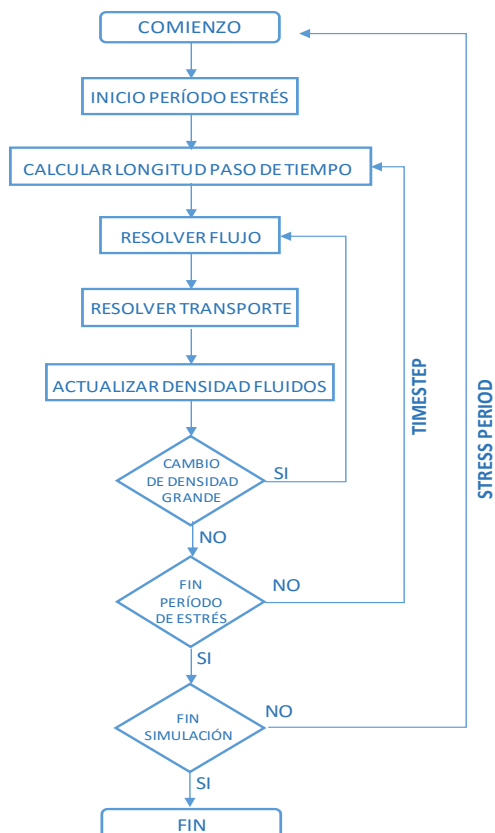 COMIENZO
INICIO PERÍODO ESTRÉS
CALCULAR LONGITUD PASO DE TIEMPO
RESOLVER FLUJO
RESOLVER TRANSPORTE
ACTUALIZAR DENSIDAD FLUIDOS
CAMBIO
DE DENSIDAD
GRANDE
SI
NO
FIN
PERÍODO
DE ESTRÉS
NO
SI
FIN
SIMULACIÓN
NO
SI
FIN
TIMESTEP
STRESS PERIOD